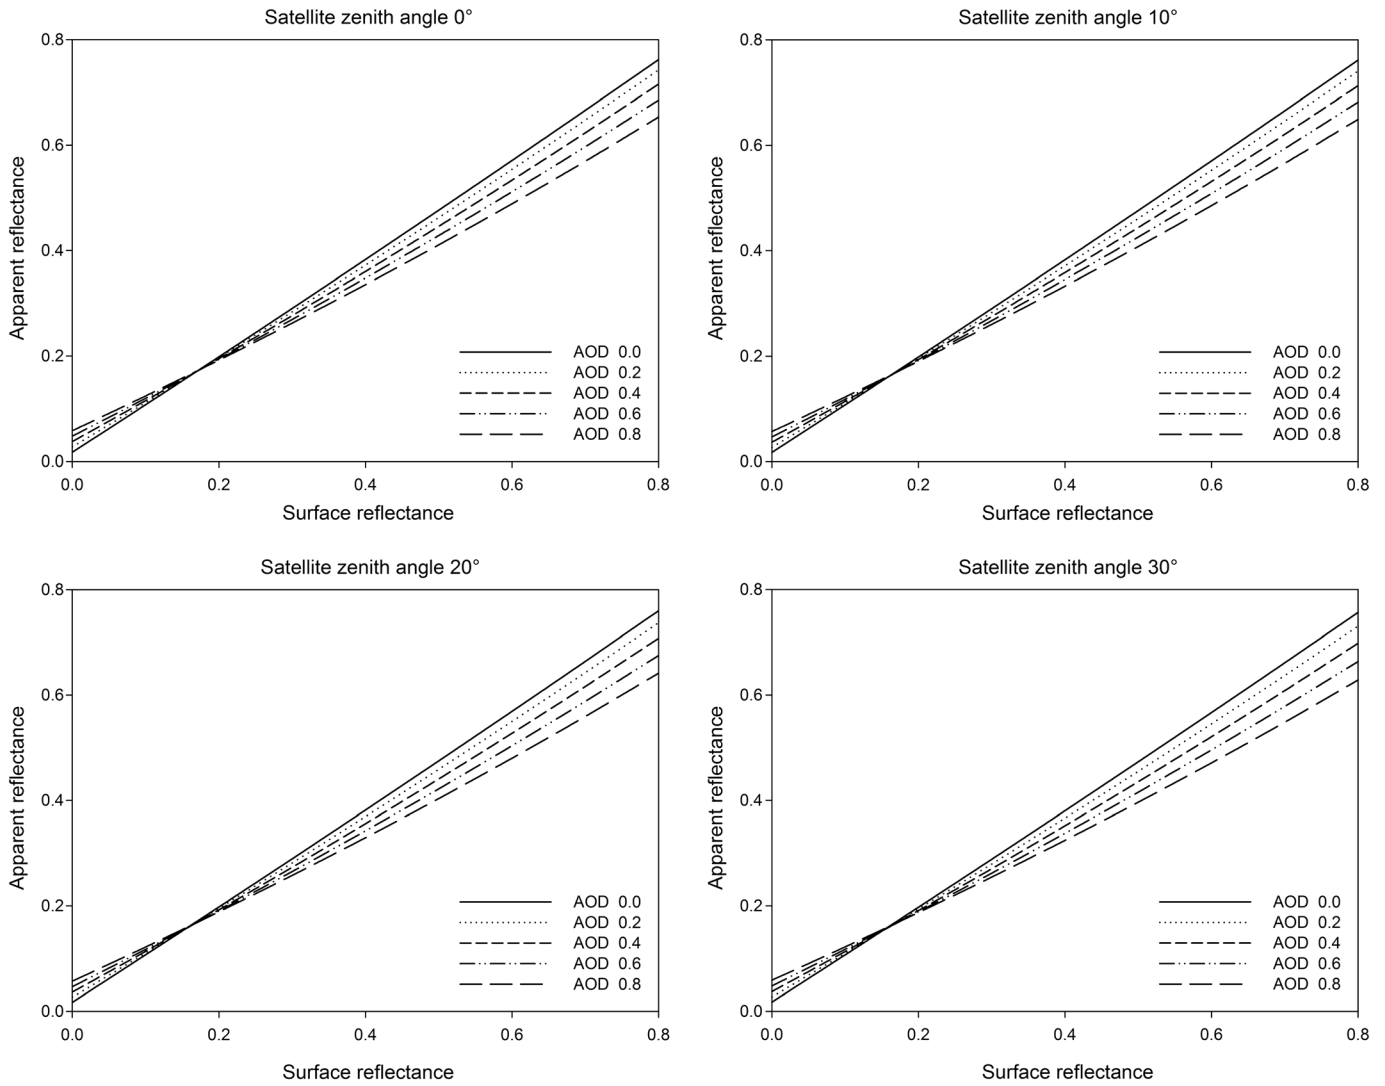 Satellite zenith angle 0°
0.8
0.6
0.4
0.2
0.0
Apparent reflectance
AOD 0.0
AOD 0.2
AOD 0.4
AOD 0.6
AOD 0.8
0.0 0.2 0.4 0.6 0.8
Surface reflectance
Satellite zenith angle 10°
0.8
0.6
0.4
0.2
0.0
Apparent reflectance
AOD 0.0
AOD 0.2
AOD 0.4
AOD 0.6
AOD 0.8
0.0 0.2 0.4 0.6 0.8
Surface reflectance
Satellite zenith angle 20°
0.8
0.6
0.4
0.2
0.0
Apparent reflectance
AOD 0.0
AOD 0.2
AOD 0.4
AOD 0.6
AOD 0.8
0.0 0.2 0.4 0.6 0.8
Surface reflectance
Satellite zenith angle 30°
0.8
0.6
0.4
0.2
0.0
Apparent reflectance
AOD 0.0
AOD 0.2
AOD 0.4
AOD 0.6
AOD 0.8
0.0 0.2 0.4 0.6 0.8
Surface reflectance